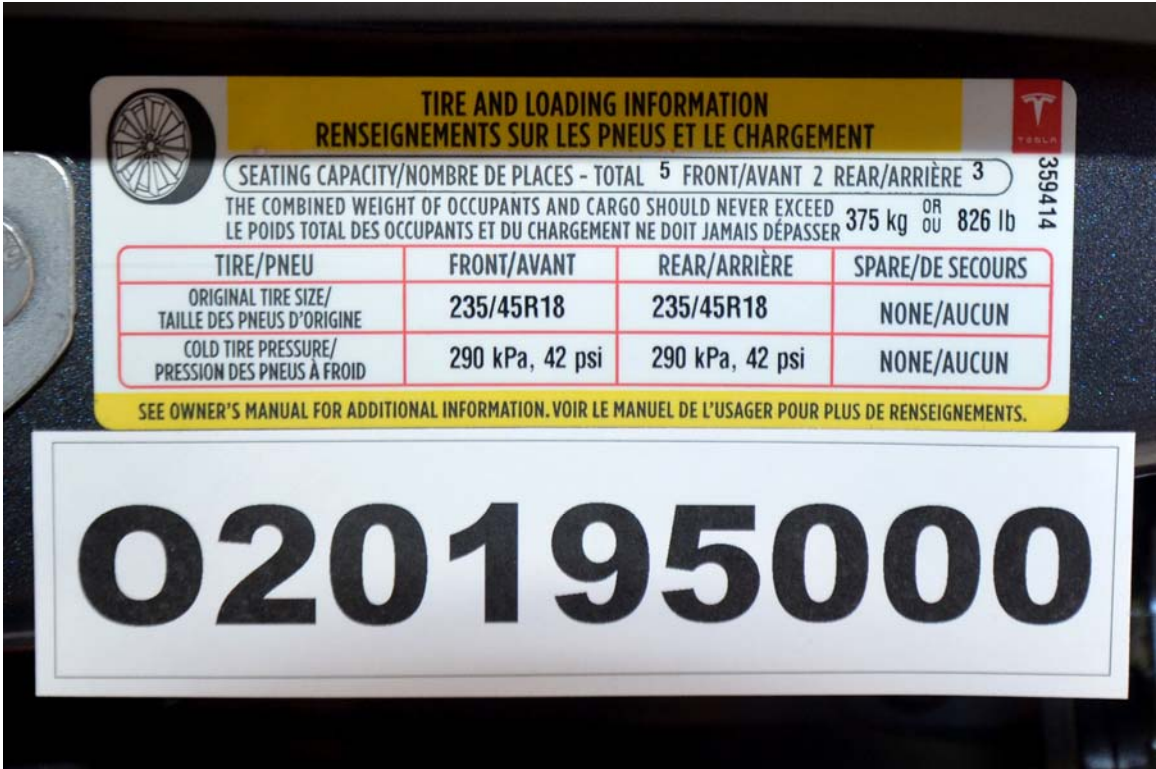 TIRE AND LOADING INFORMATION
RENSEIGNEMENTS SUR LES PNEUS ET LE CHARGEMENT
TESLA
SEATING CAPACITY/NOMBRE DE PLACES - TOTAL 5 FRONT/AVANT 2 REAR/ARRIÈRE 3
THE COMBINED WEIGHT OF OCCUPANTS AND CARGO SHOULD NEVER EXCEED
LE POIDS TOTAL DES OCCUPANTS ET DU CHARGEMENT NE DOIT JAMAIS DÉPASSER
375 kg OR/OU 826 lb
359414
TIRE/PNEU FRONT/AVANT REAR/ARRIÈRE SPARE/DE SECOURS
ORIGINAL TIRE SIZE/
TAILLE DES PNEUS D'ORIGINE
235/45R18 235/45R18 NONE/AUCUN
COLD TIRE PRESSURE/
PRESSION DES PNEUS À FROID
290 kPa, 42 psi 290 kPa, 42 psi NONE/AUCUN
SEE OWNER'S MANUAL FOR ADDITIONAL INFORMATION. VOIR LE MANUEL DE L'USAGER POUR PLUS DE RENSEIGNEMENTS.
O20195000